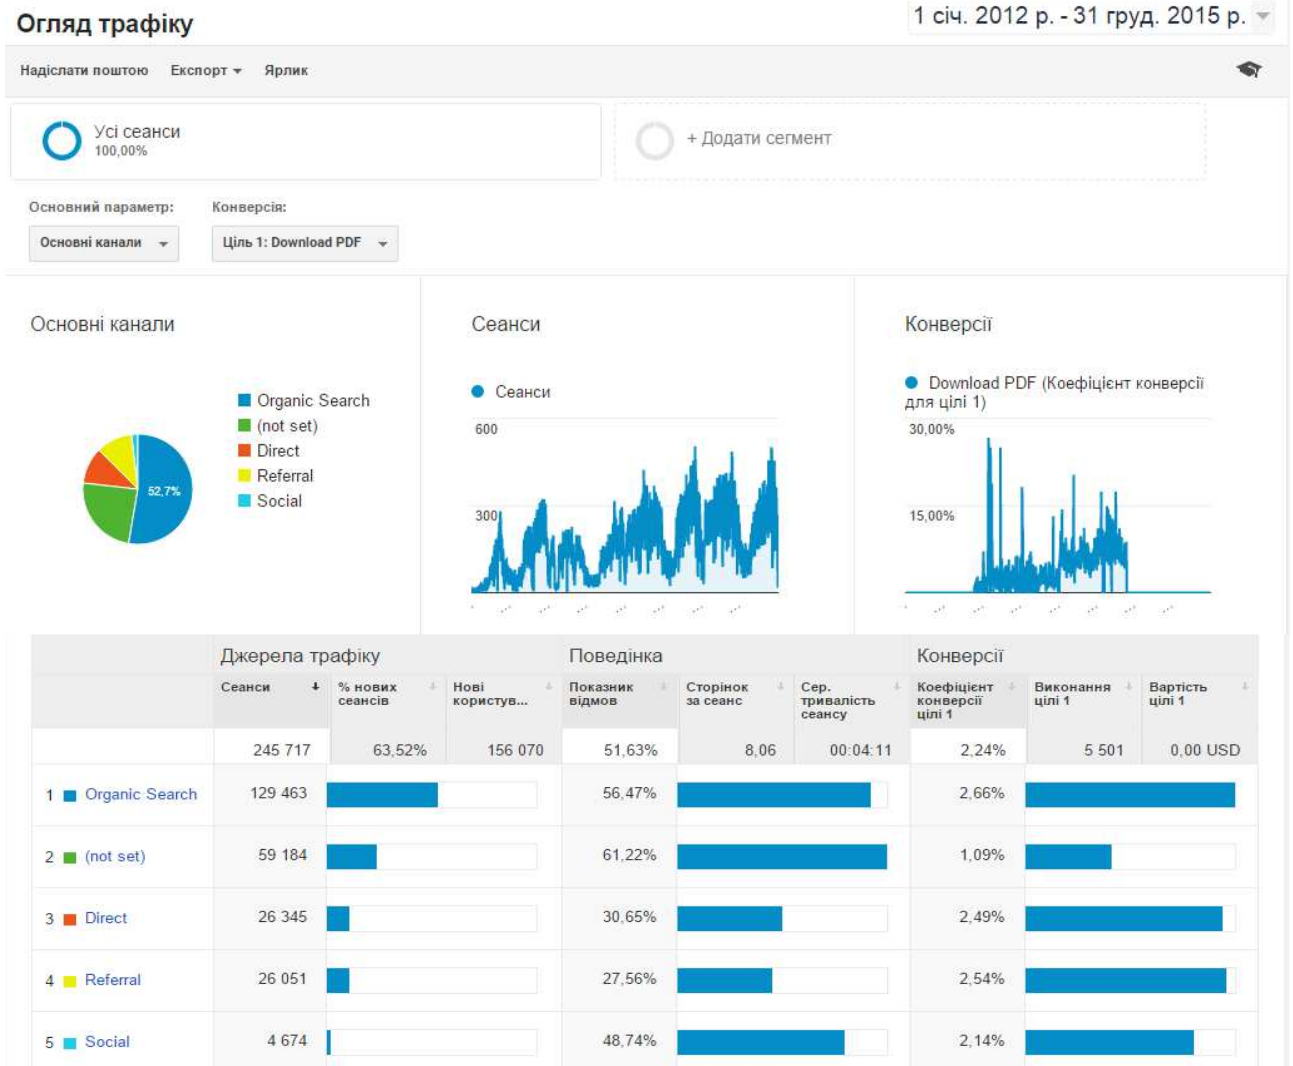 Огляд трафіку
1 січ. 2012 р. - 31 груд. 2015 р.
Надіслати поштою Експорт Ярлик
Усі сеанси
100,00%
+ Додати сегмент
Основний параметр: Конверсія:
Основні канали Ціль 1: Download PDF
Основні канали
Organic Search
(not set)
Direct
Referral
Social
52,7%
Сеанси
Сеанси
600
300
Конверсії
Download PDF (Коефіцієнт конверсії
для цілі 1)
30,00%
15,00%
Джерела трафіку Поведінка Конверсії
Сеанси
% нових
сеансів
Нові
користув...
Показник
відмов
Сторінок
за сеанс
Сер.
тривалість
сеансу
Коефіцієнт
конверсії
цілі 1
Виконання
цілі 1
Вартість
цілі 1
245 717 63,52% 156 070 51,63% 8,06 00:04:11 2,24% 5 501 0,00 USD
1 Organic Search 129 463 56,47% 2,66%
2 (not set) 59 184 61,22% 1,09%
3 Direct 26 345 30,65% 2,49%
4 Referral 26 051 27,56% 2,54%
5 Social 4 674 48,74% 2,14%